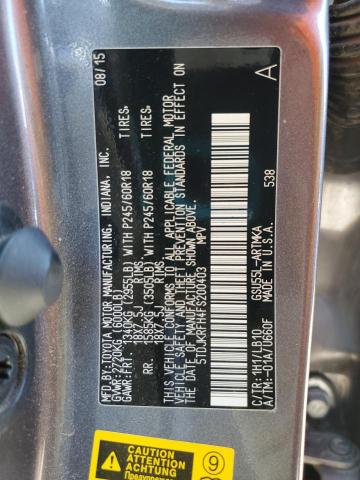 MFD.BY:TOYOTA MOTOR MANUFACTURING, INDIANA, INC. 08/15
GVWR:2720KG(6000LB)
GAWR:FRT. 1340KG(2955LB)WITH P245/60R18 TIRES,
18X7.5J RIMS
RR. 1585KG(3505LB)WITH P245/60R18 TIRES,
18X7.5J RIMS
THIS VEHICLE CONFORMS TO ALL APPLICABLE FEDERAL MOTOR
VEHICLE SAFETY AND THEFT PREVENTION STANDARDS IN EFFECT
ON THE DATE OF MANUFACTURE SHOWN ABOVE.
5TDJKRFH4FS200403 MPV
C/TR:1H1/LB10 GSU55L-ARTMKA
A/TM:-01A/U660F U.S.A. 538 A
CAUTION
ATTENTION
ACHTUNG
9